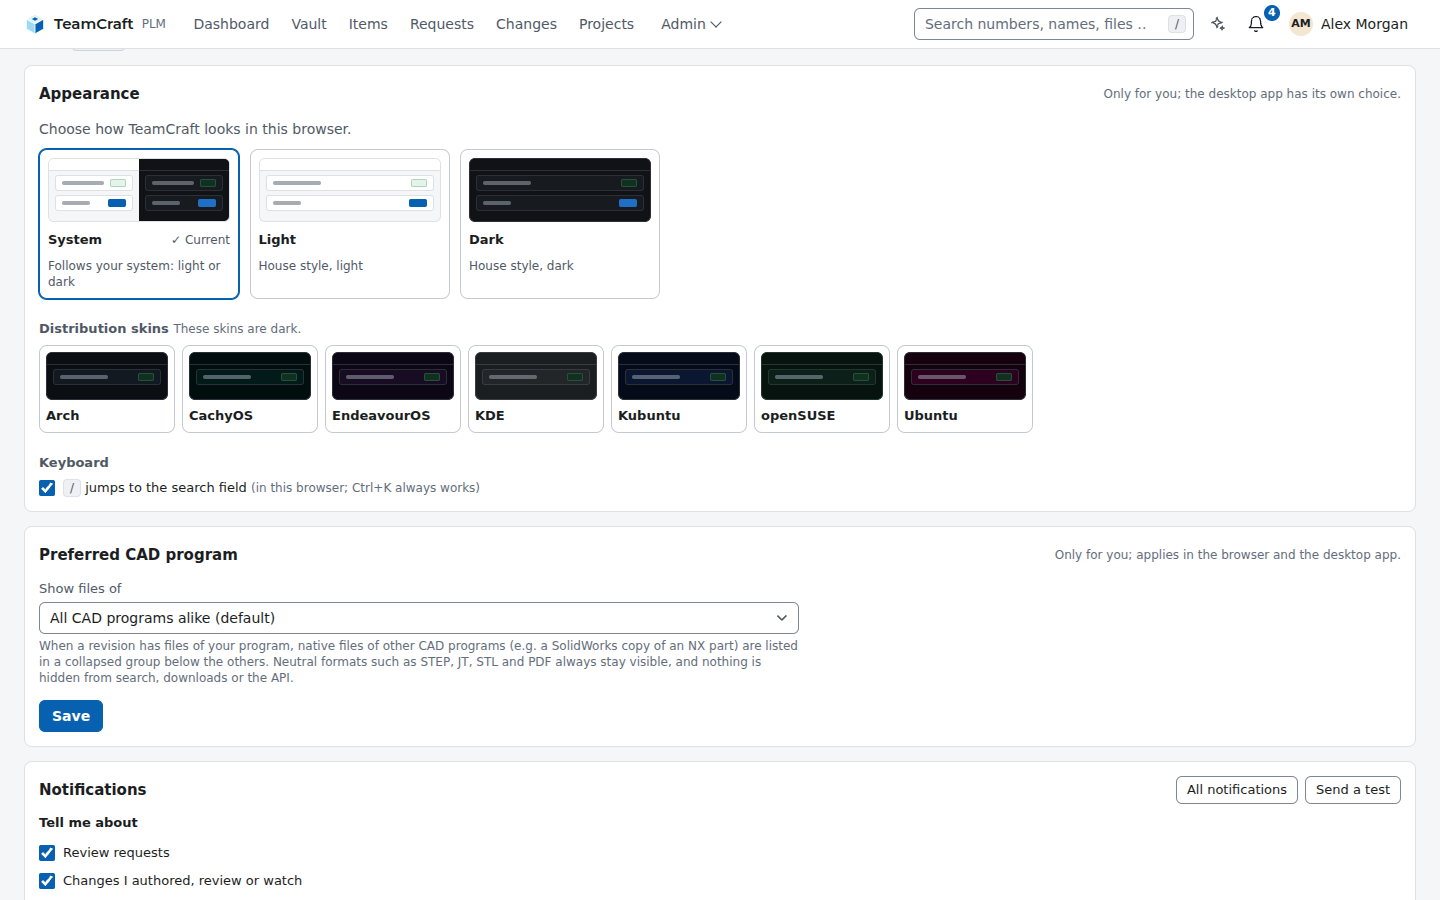 TeamCraft PLM Dashboard Vault Items Requests Changes Projects Admin Search numbers, names, files .. / 4 AM Alex Morgan
Appearance Only for you; the desktop app has its own choice.
Choose how TeamCraft looks in this browser.
System ✓ Current
Follows your system: light or
dark
Light
House style, light
Dark
House style, dark
Distribution skins These skins are dark.
Arch CachyOS EndeavourOS KDE Kubuntu openSUSE Ubuntu
Keyboard
/ jumps to the search field (in this browser; Ctrl+K always works)
Preferred CAD program Only for you; applies in the browser and the desktop app.
Show files of
All CAD programs alike (default)
When a revision has files of your program, native files of other CAD programs (e.g. a SolidWorks copy of an NX part) are listed
in a collapsed group below the others. Neutral formats such as STEP, JT, STL and PDF always stay visible, and nothing is
hidden from search, downloads or the API.
Save
Notifications All notifications Send a test
Tell me about
Review requests
Changes I authored, review or watch